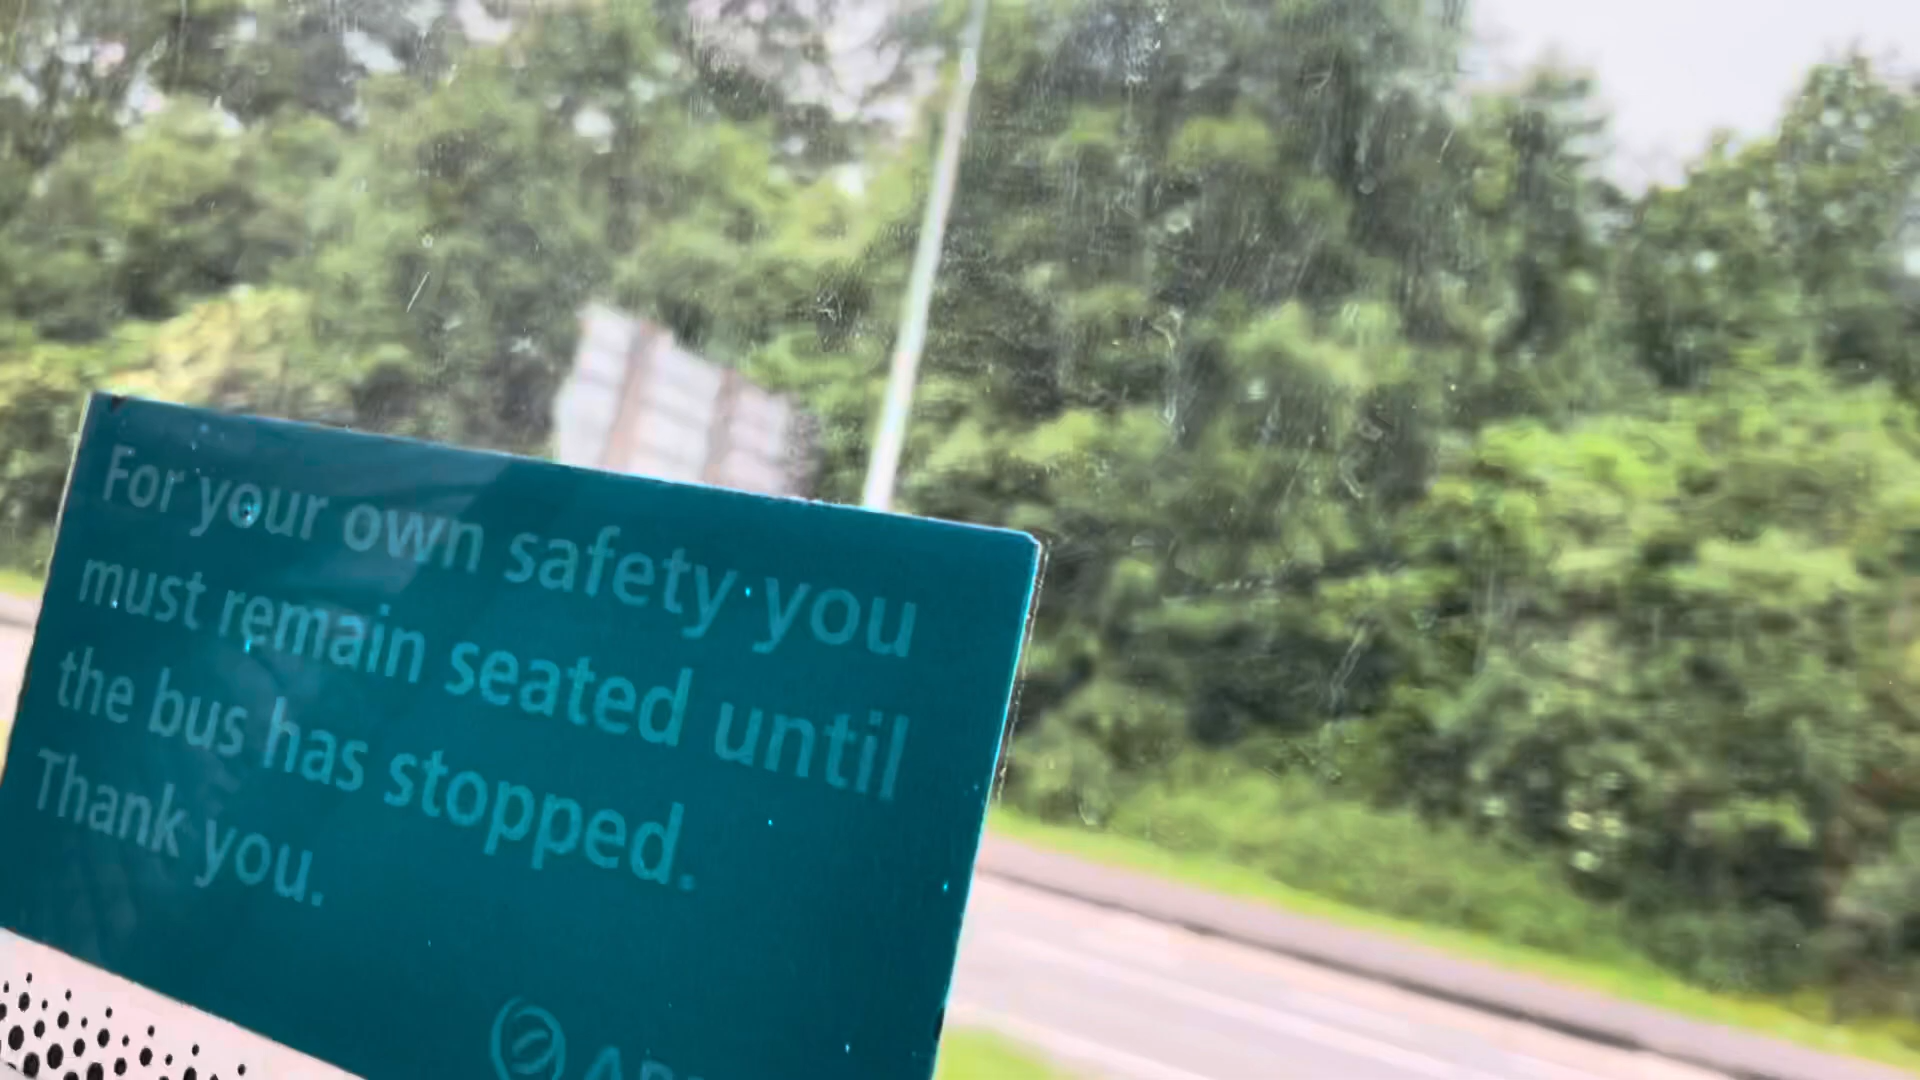 For your own safety you
must remain seated until
the bus has stopped.
Thank you.